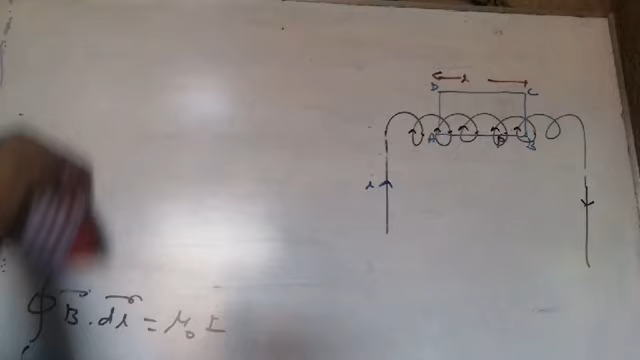 l
D C
A B B
i
∮ B⃗ . dl⃗ = μ₀ I